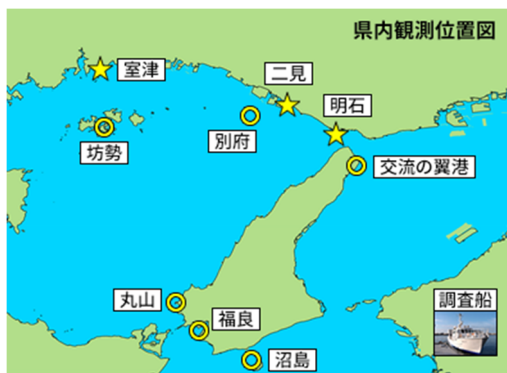 県内観測位置図
室津
二見
明石
坊勢
別府
交流の翼港
丸山
福良
沼島
調査船